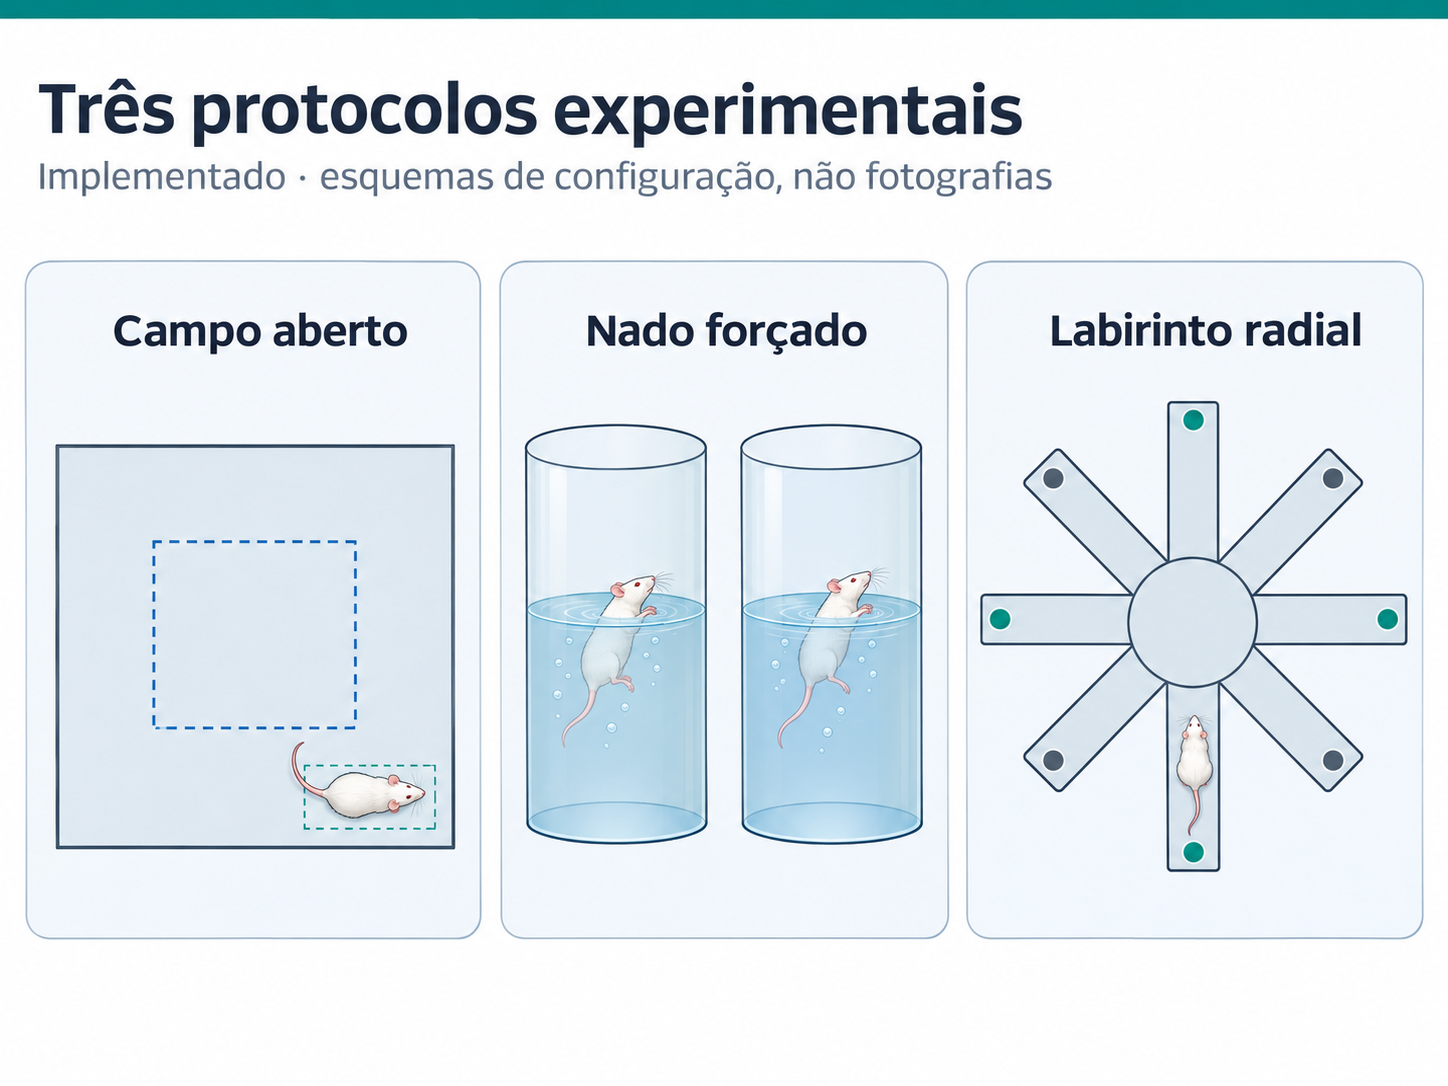 Três protocolos experimentais
Implementado · esquemas de configuração, não fotografias
Campo aberto
Nado forçado
Labirinto radial